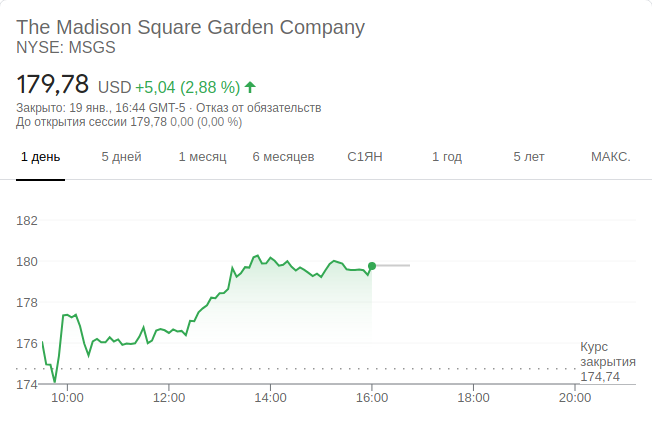 The Madison Square Garden Company
NYSE: MSGS
179,78 USD +5,04 (2,88 %)
Закрыто: 19 янв., 16:44 GMT-5 · Отказ от обязательств
До открытия сессии 179,78 0,00 (0,00 %)
1 день 5 дней 1 месяц 6 месяцев С1ЯН 1 год 5 лет МАКС.
182
180
178
176
174
Курс
закрытия
174,74
10:00 12:00 14:00 16:00 18:00 20:00